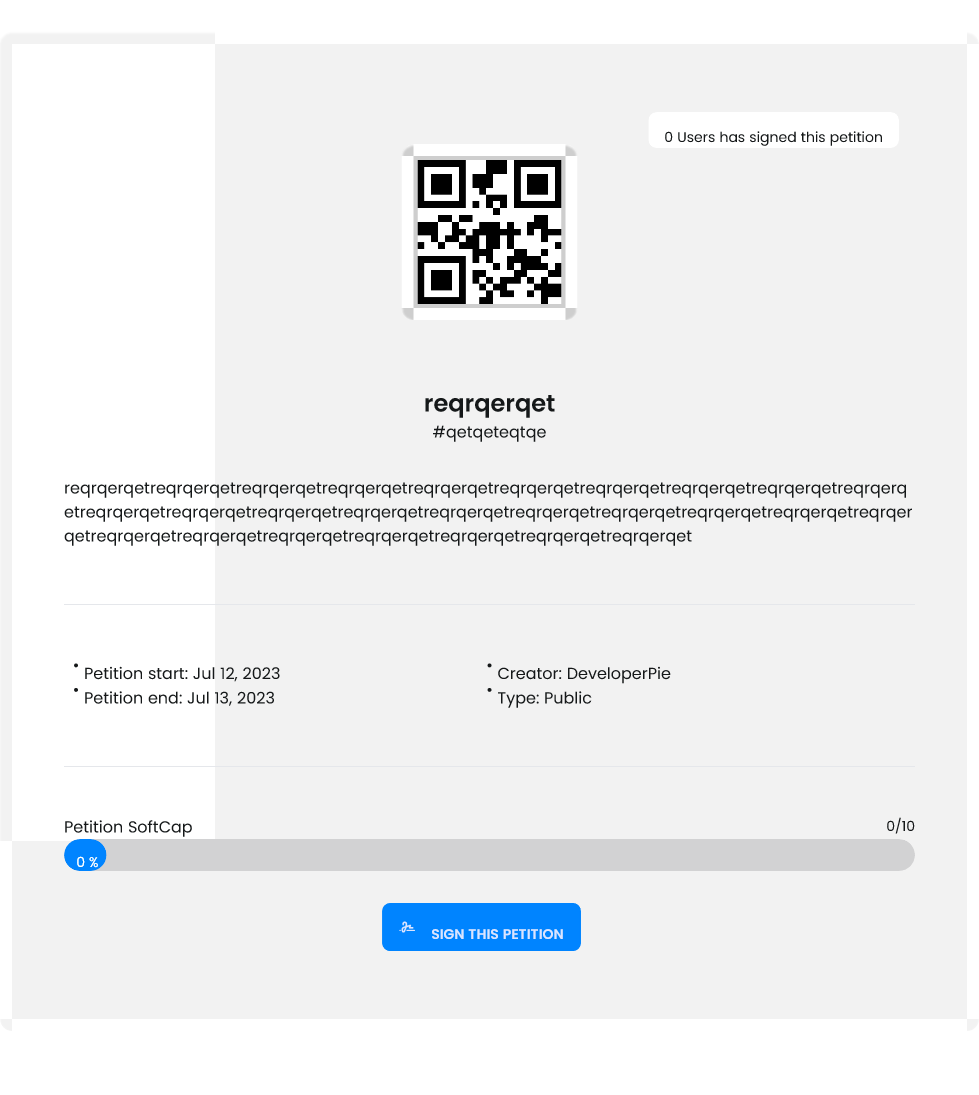 0 Users has signed this petition
reqrqerqet
#qetqeteqtqe
reqrqerqetreqrqerqetreqrqerqetreqrqerqetreqrqerqetreqrqerqetreqrqerqetreqrqerqetreqrqerqetreqrqerq
etreqrqerqetreqrqerqetreqrqerqetreqrqerqetreqrqerqetreqrqerqetreqrqerqetreqrqerqetreqrqerqetreqrqer
qetreqrqerqetreqrqerqetreqrqerqetreqrqerqetreqrqerqetreqrqerqetreqrqerqet
• Petition start: Jul 12, 2023
• Petition end: Jul 13, 2023
• Creator: DeveloperPie
• Type: Public
Petition SoftCap 0/10
0 %
SIGN THIS PETITION